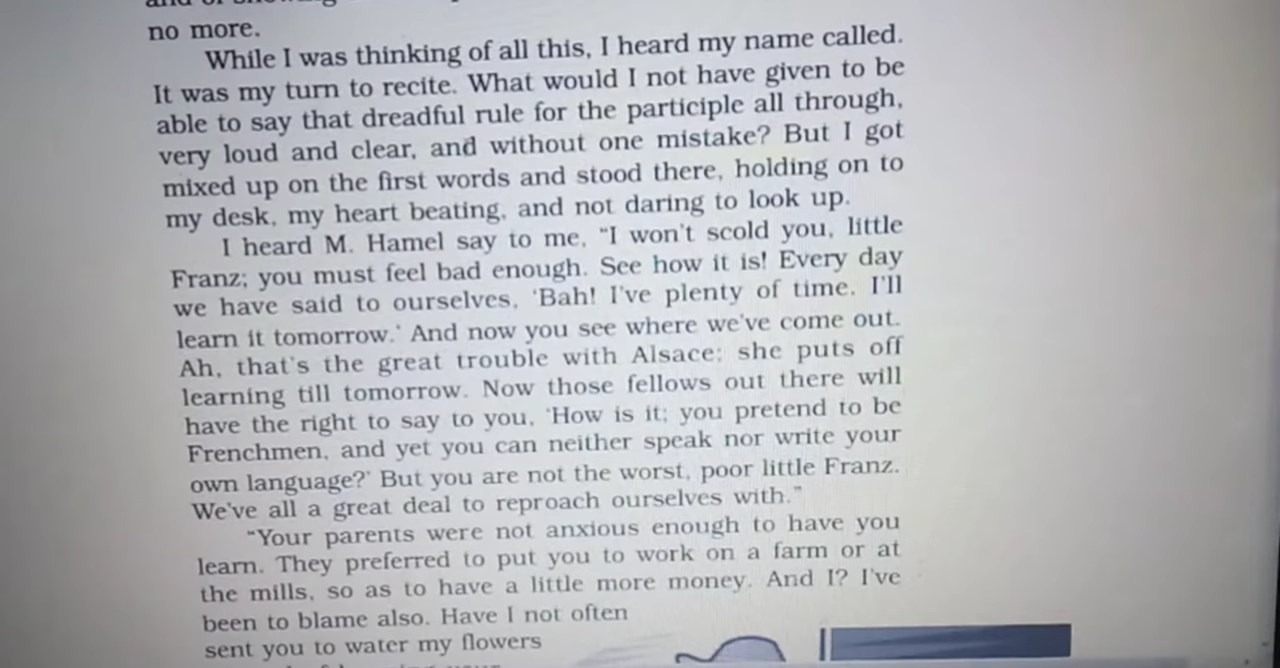 no more.
While I was thinking of all this, I heard my name called.
It was my turn to recite. What would I not have given to be
able to say that dreadful rule for the participle all through,
very loud and clear, and without one mistake? But I got
mixed up on the first words and stood there, holding on to
my desk, my heart beating, and not daring to look up.
I heard M. Hamel say to me, “I won't scold you, little
Franz; you must feel bad enough. See how it is! Every day
we have said to ourselves, ‘Bah! I've plenty of time. I'll
learn it tomorrow.’ And now you see where we've come out.
Ah, that's the great trouble with Alsace; she puts off
learning till tomorrow. Now those fellows out there will
have the right to say to you, ‘How is it; you pretend to be
Frenchmen, and yet you can neither speak nor write your
own language?’ But you are not the worst, poor little Franz.
We've all a great deal to reproach ourselves with.”
“Your parents were not anxious enough to have you
learn. They preferred to put you to work on a farm or at
the mills, so as to have a little more money. And I? I've
been to blame also. Have I not often
sent you to water my flowers